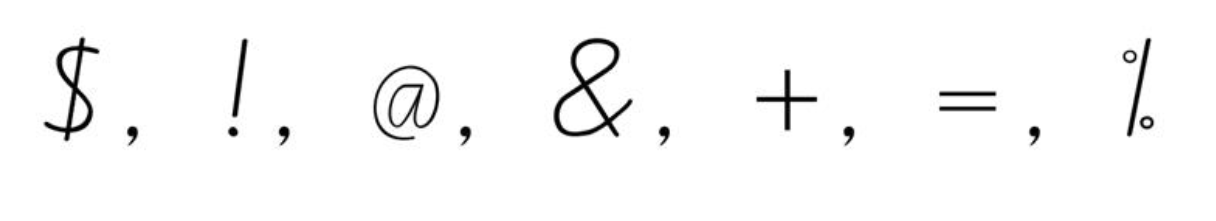 $, !, @, &, +, =, %